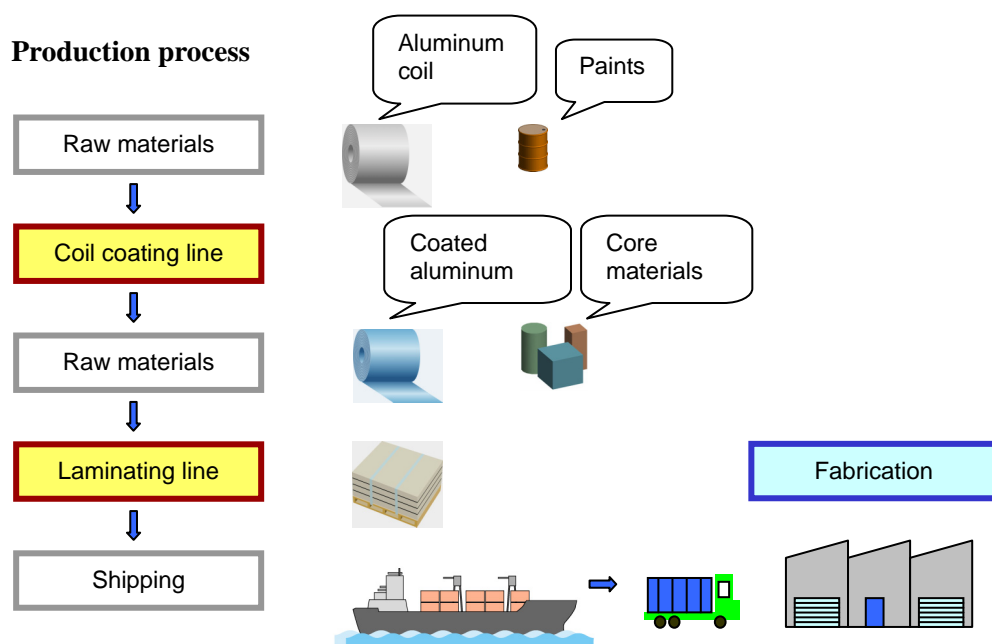 Production process
Aluminum
coil
Paints
Raw materials
Coil coating line
Coated
aluminum
Core
materials
Raw materials
Laminating line
Fabrication
Shipping